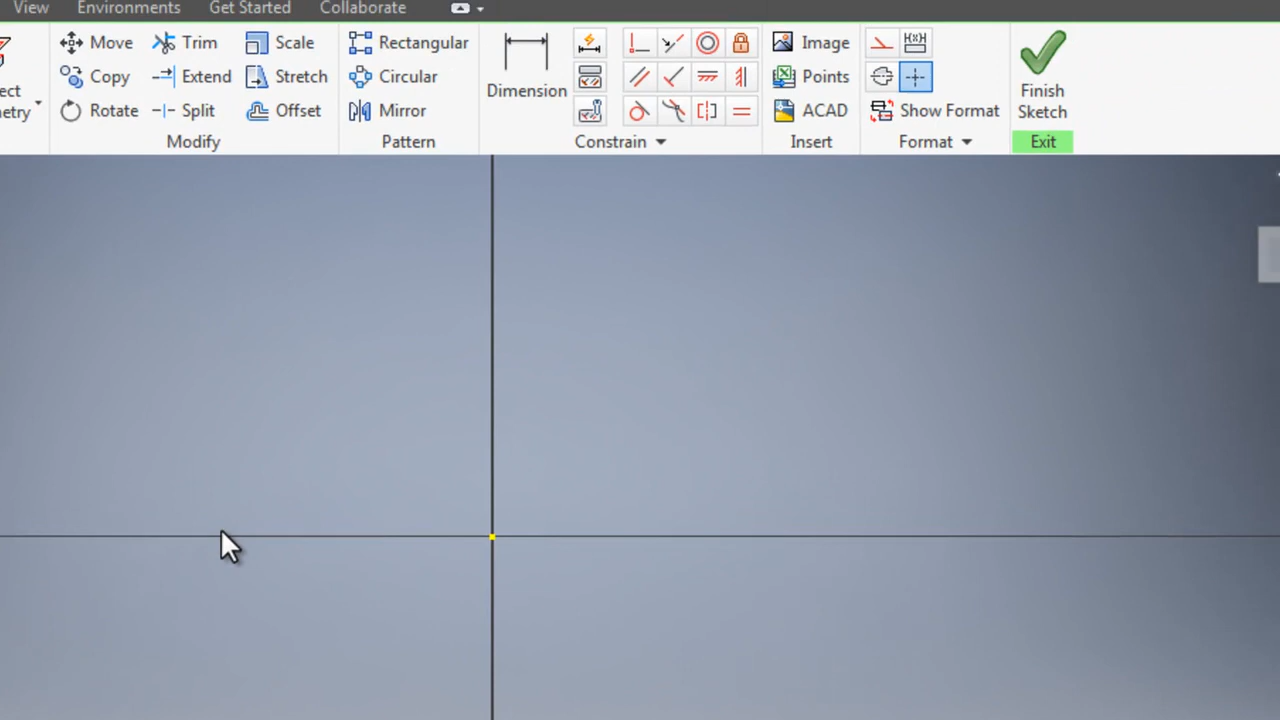 View Environments Get Started Collaborate
Move Trim Scale Rectangular Image
Copy Extend Stretch Circular Dimension Points Finish
Rotate Split Offset Mirror ACAD Show Format Sketch
Modify Pattern Constrain Insert Format Exit